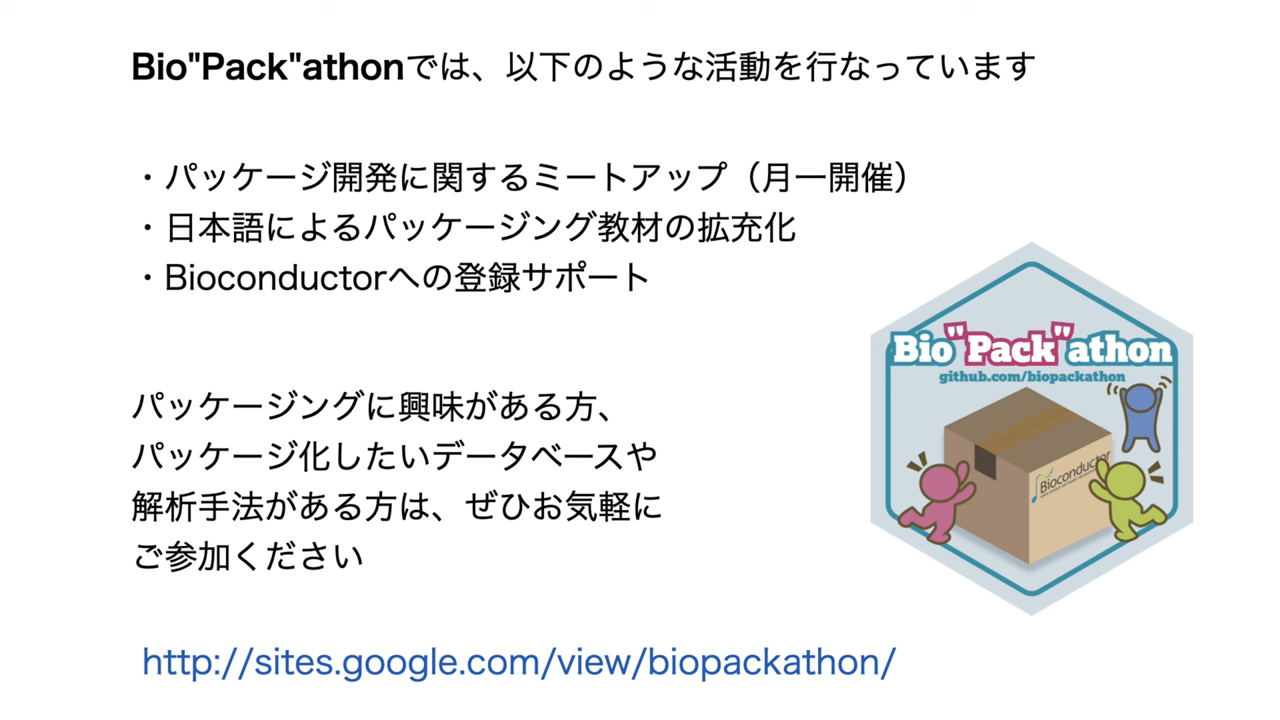 Bio"Pack"athonでは、以下のような活動を行なっています
・パッケージ開発に関するミートアップ（月一開催）
・日本語によるパッケージング教材の拡充化
・Bioconductorへの登録サポート
パッケージングに興味がある方、
パッケージ化したいデータベースや
解析手法がある方は、ぜひお気軽に
ご参加ください
Bio"Pack"athon
github.com/biopackathon
Bioconductor
http://sites.google.com/view/biopackathon/